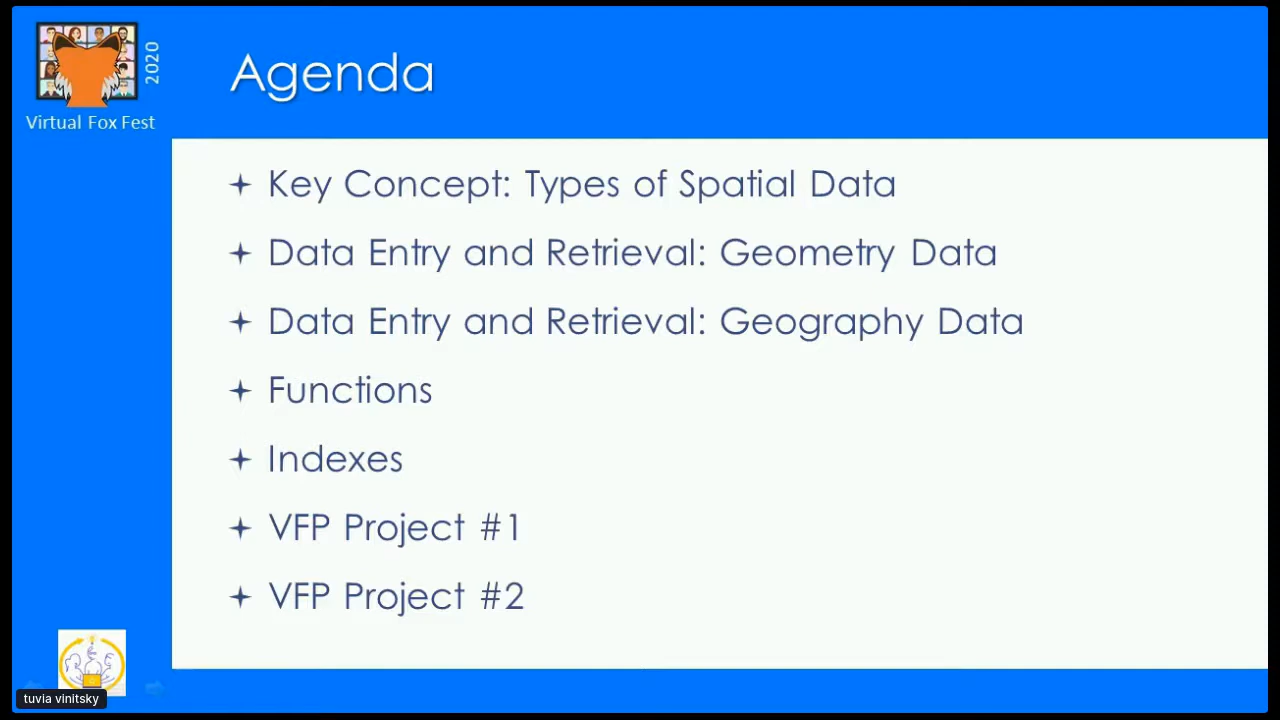 2020
Virtual Fox Fest
Agenda
Key Concept: Types of Spatial Data
Data Entry and Retrieval: Geometry Data
Data Entry and Retrieval: Geography Data
Functions
Indexes
VFP Project #1
VFP Project #2
tuvia vinitsky